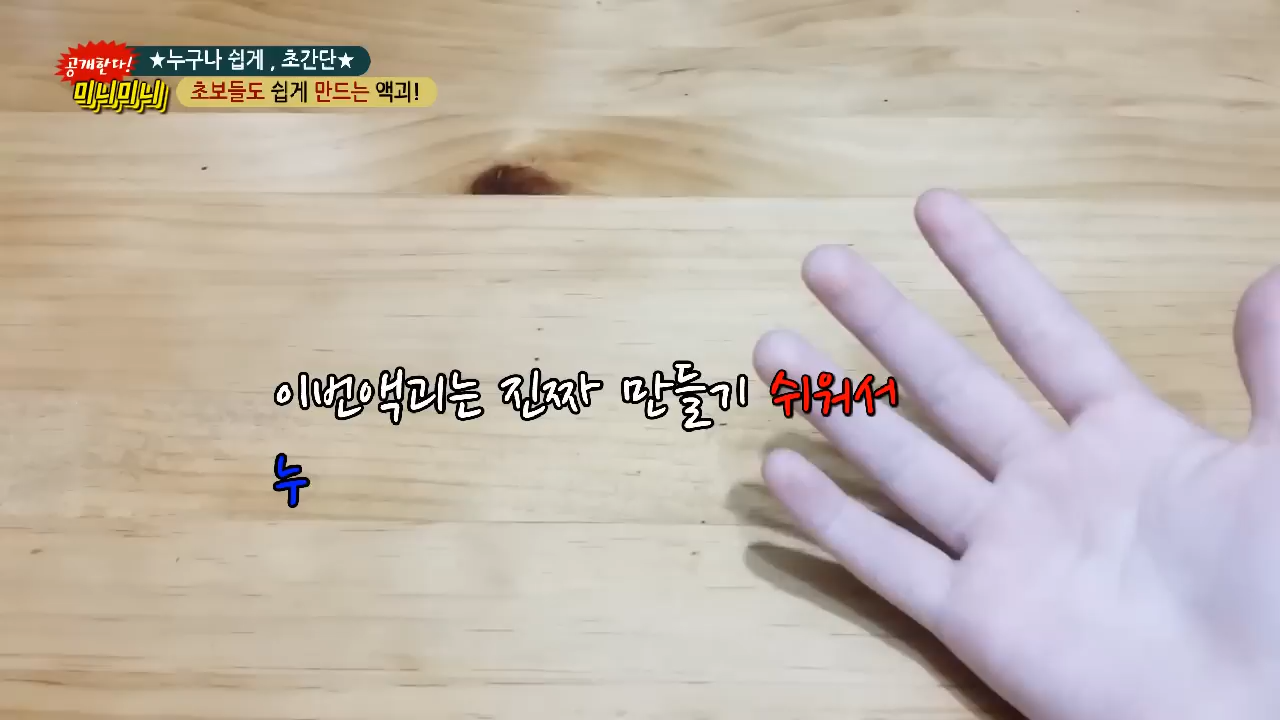 공개한다!
미니미니
★누구나 쉽게 , 초간단★
초보들도 쉽게 만드는 액괴!
이번액괴는 진짜 만들기 쉬워서
누